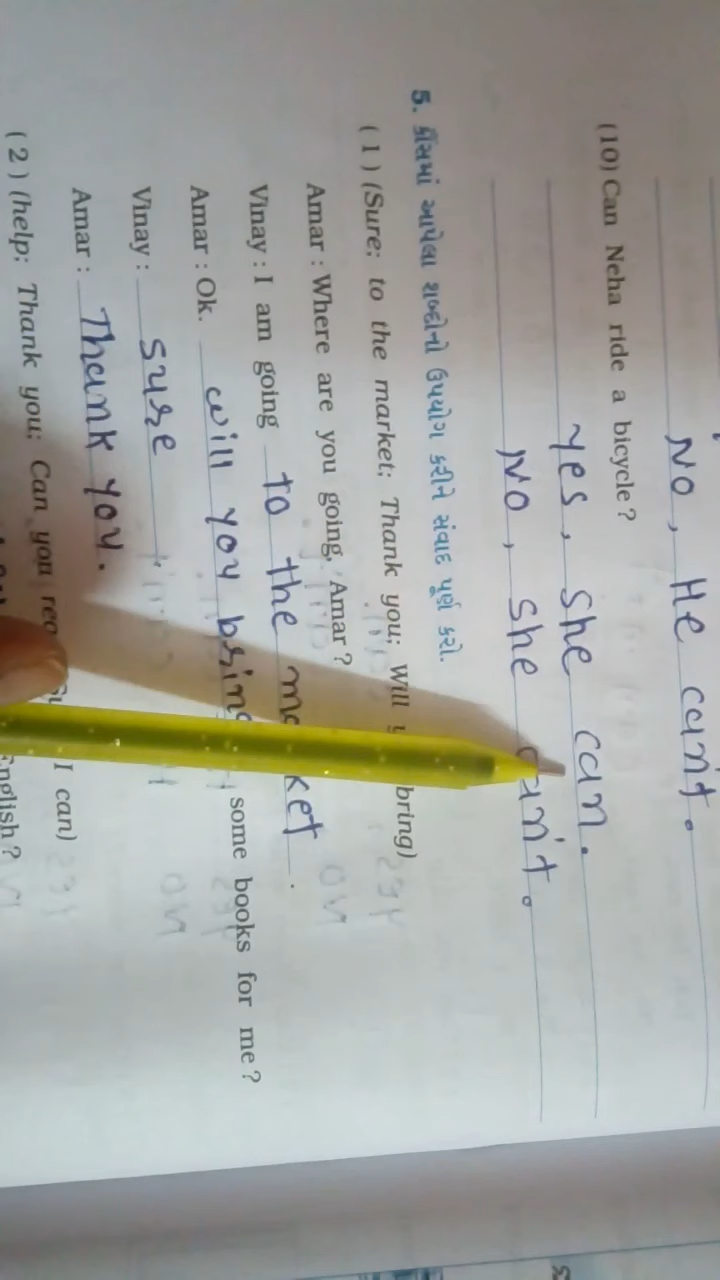 No, He can't.
(10) Can Neha ride a bicycle?
Yes, She can.
No, She can't.
5. કૌંસમાં આપેલા શબ્દોનો ઉપયોગ કરીને સંવાદ પૂર્ણ કરો.
(1) (Sure; to the market; Thank you; Will bring)
Amar : Where are you going, Amar?
Vinay : I am going to the market.
Amar : Ok. will you bring some books for me?
Vinay : sure
Amar : Thank you.
(2) (help; Thank you; Can you I can)
English?